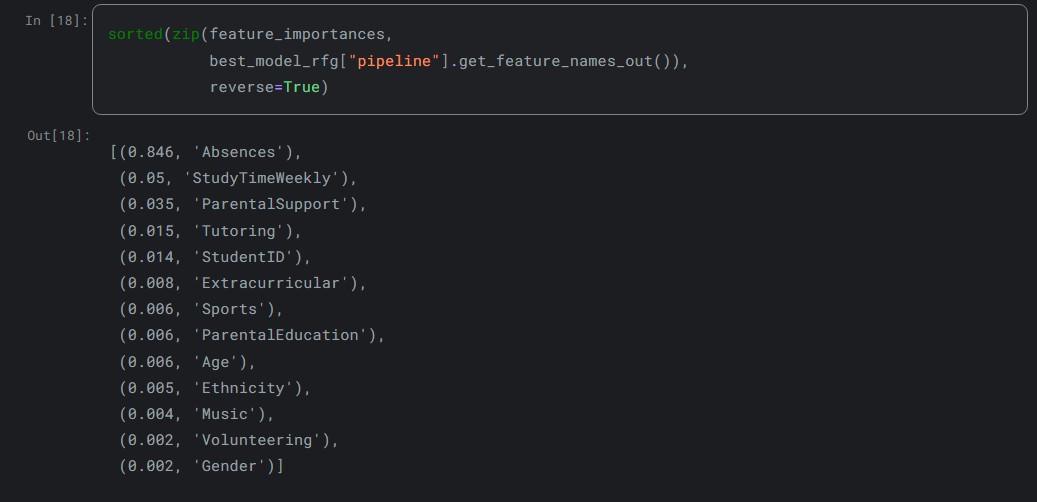 In [18]:
sorted(zip(feature_importances,
           best_model_rfg["pipeline"].get_feature_names_out()),
           reverse=True)
Out[18]:
[(0.846, 'Absences'),
 (0.05, 'StudyTimeWeekly'),
 (0.035, 'ParentalSupport'),
 (0.015, 'Tutoring'),
 (0.014, 'StudentID'),
 (0.008, 'Extracurricular'),
 (0.006, 'Sports'),
 (0.006, 'ParentalEducation'),
 (0.006, 'Age'),
 (0.005, 'Ethnicity'),
 (0.004, 'Music'),
 (0.002, 'Volunteering'),
 (0.002, 'Gender')]